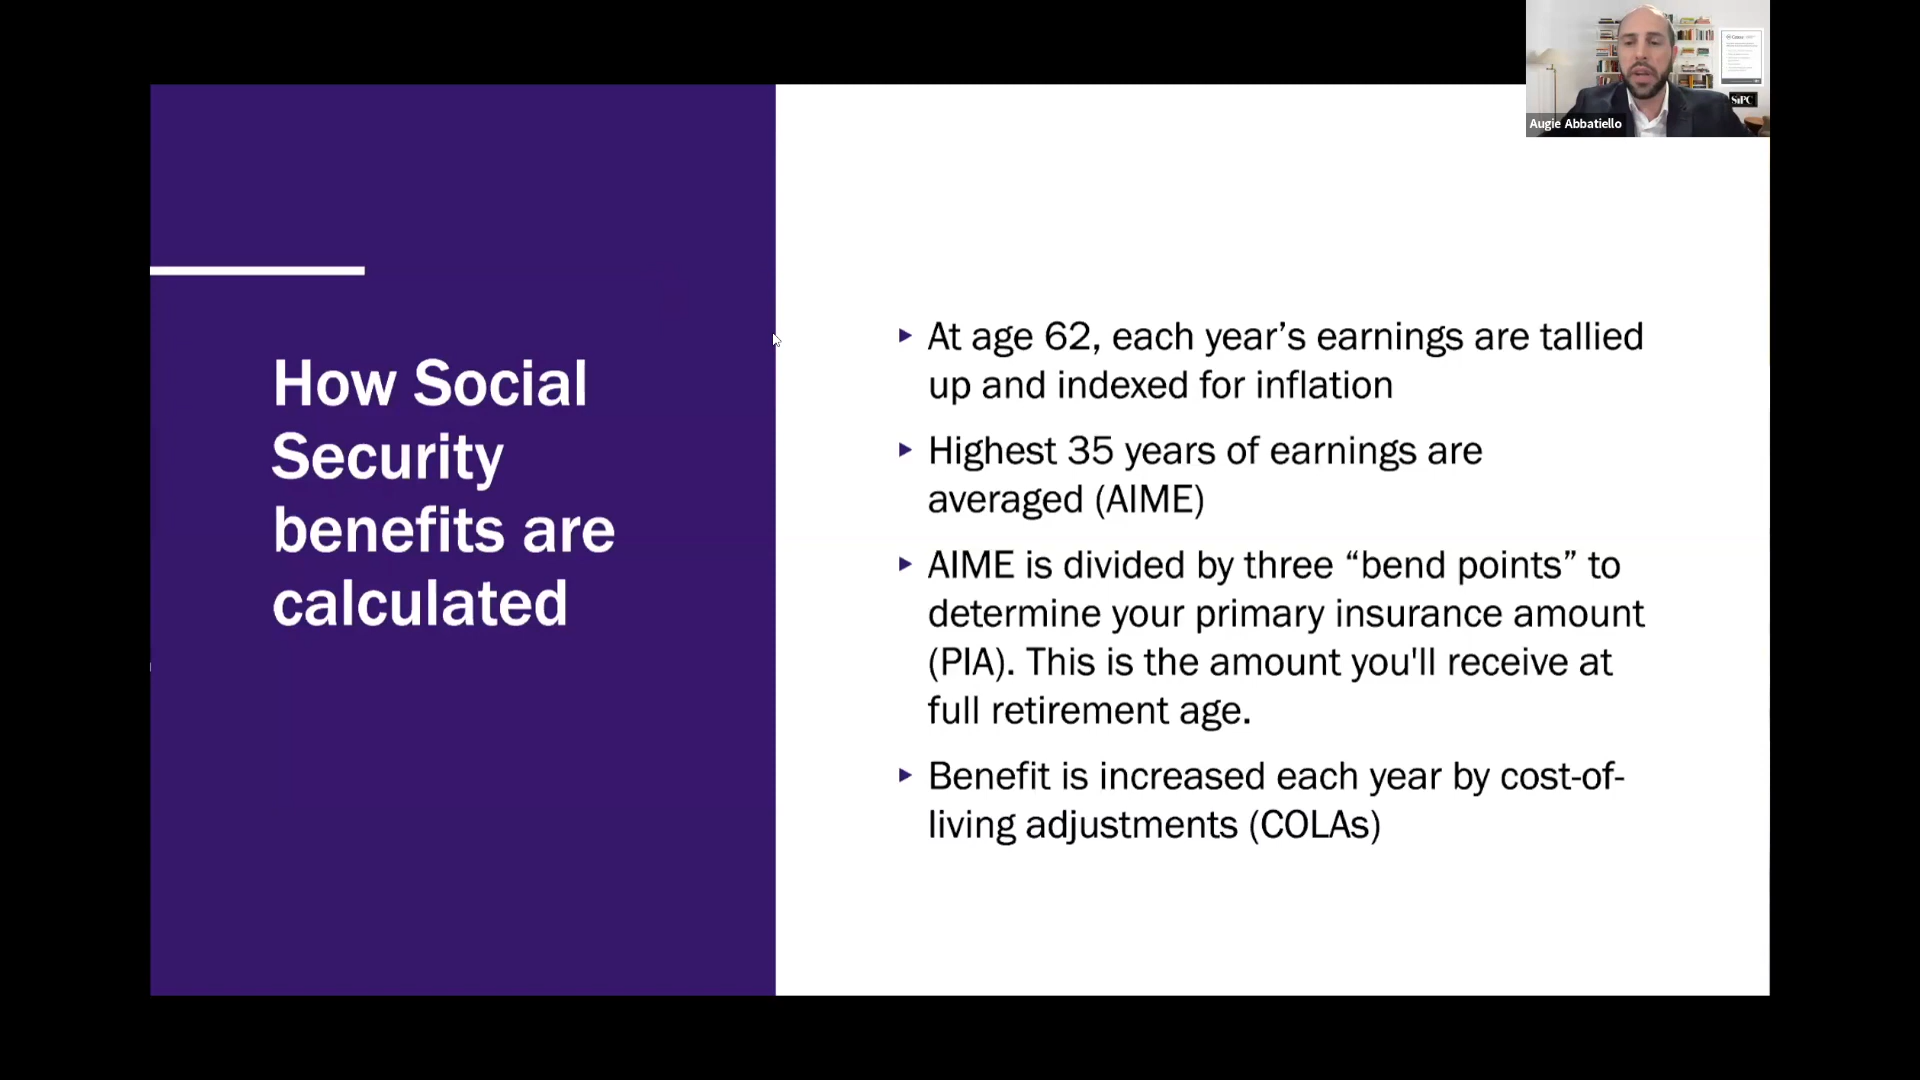 How Social
Security
benefits are
calculated
At age 62, each year’s earnings are tallied
up and indexed for inflation
Highest 35 years of earnings are
averaged (AIME)
AIME is divided by three “bend points” to
determine your primary insurance amount
(PIA). This is the amount you'll receive at
full retirement age.
Benefit is increased each year by cost-of-
living adjustments (COLAs)
SIPC
Augie Abbatiello